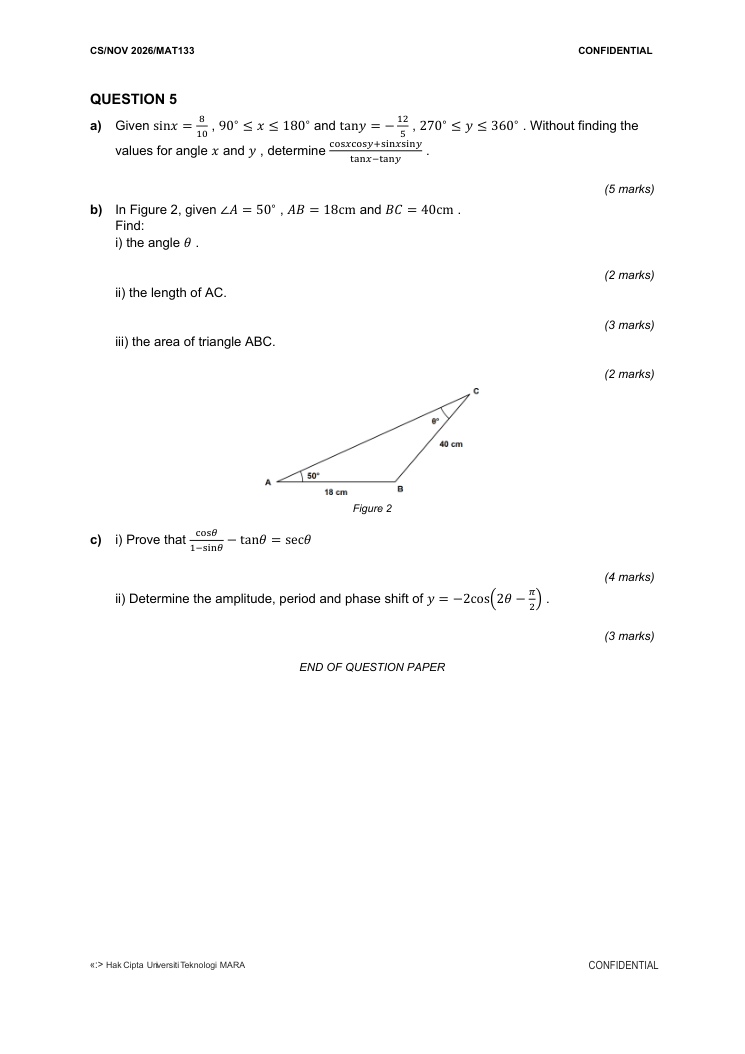 CS/NOV 2026/MAT133 CONFIDENTIAL
QUESTION 5
a) Given sinx = 8/10 , 90° ≤ x ≤ 180° and tany = −12/5 , 270° ≤ y ≤ 360° . Without finding the
values for angle x and y , determine (cosxcosy+sinxsiny)/(tanx−tany) .
(5 marks)
b) In Figure 2, given ∠A = 50° , AB = 18cm and BC = 40cm .
Find:
i) the angle θ .
(2 marks)
ii) the length of AC.
(3 marks)
iii) the area of triangle ABC.
(2 marks)
C
θ°
40 cm
50°
A
B
18 cm
Figure 2
c) i) Prove that cosθ/(1−sinθ) − tanθ = secθ
(4 marks)
ii) Determine the amplitude, period and phase shift of y = −2cos(2θ − π/2) .
(3 marks)
END OF QUESTION PAPER
«:> Hak Cipta Universiti Teknologi MARA CONFIDENTIAL